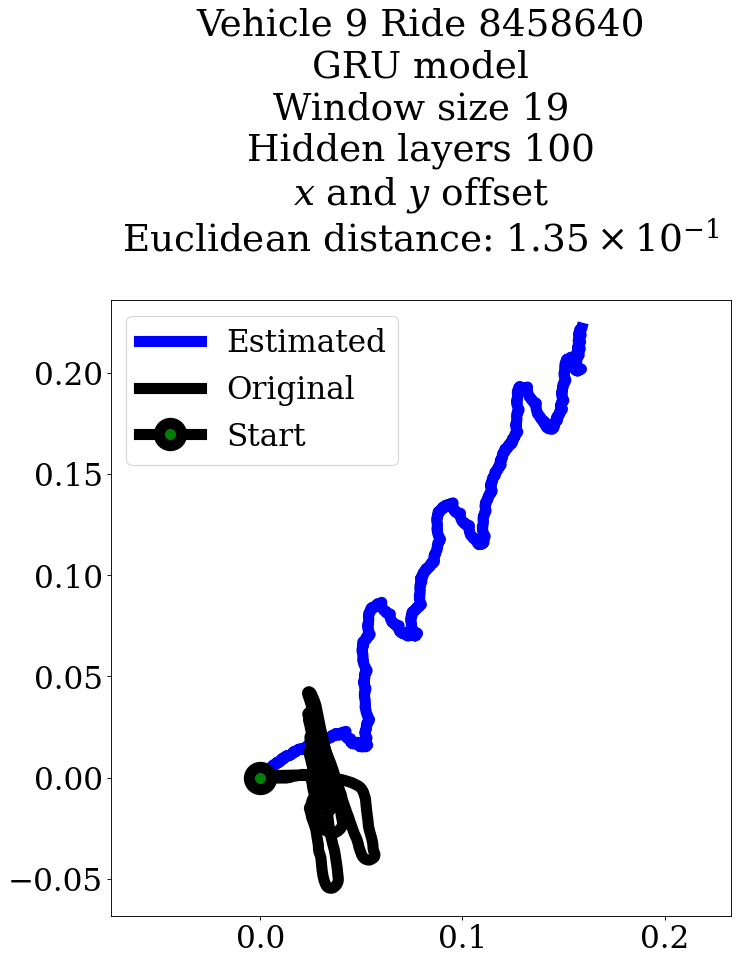 Vehicle 9 Ride 8458640
GRU model
Window size 19
Hidden layers 100
x and y offset
Euclidean distance: 1.35 × 10⁻¹
Estimated
Original
Start
0.20
0.15
0.10
0.05
0.00
−0.05
0.0 0.1 0.2